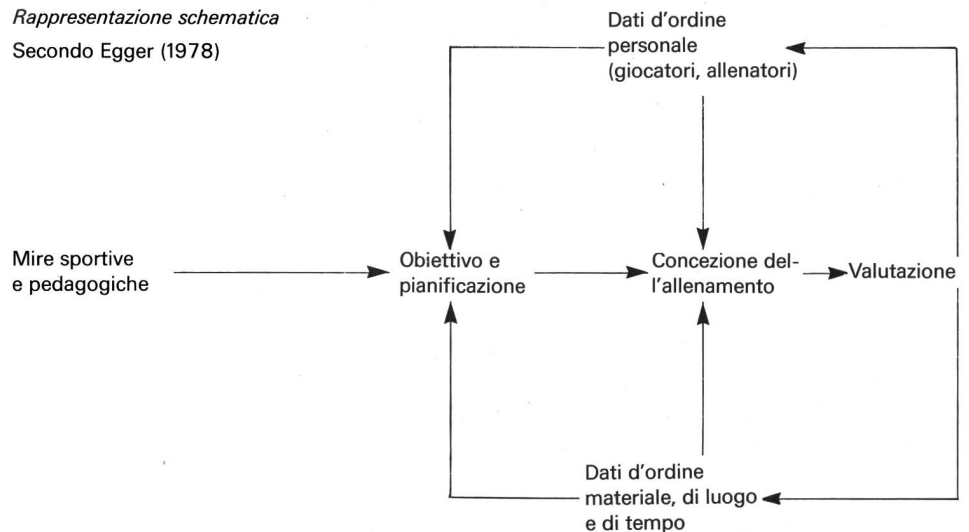 Rappresentazione schematica
Secondo Egger (1978)
Dati d'ordine
personale
(giocatori, allenatori)
Mire sportive
e pedagogiche
Obiettivo e
pianificazione
Concezione del-
l'allenamento
Valutazione
Dati d'ordine
materiale, di luogo
e di tempo